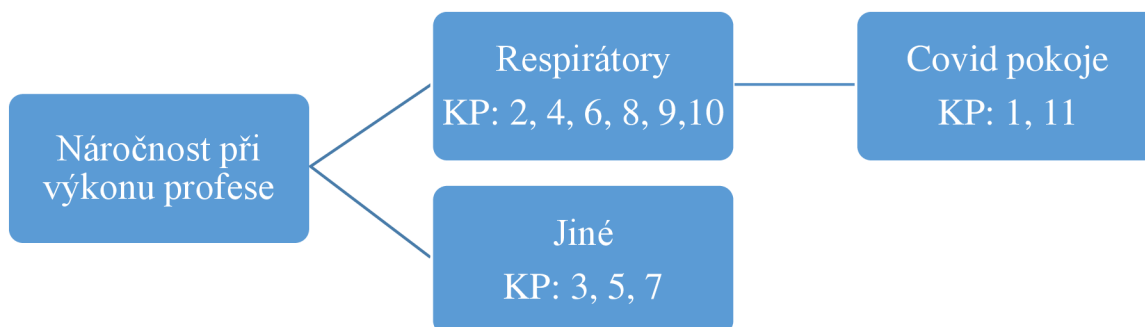 Náročnost při
výkonu profese
Respirátory
KP: 2, 4, 6, 8, 9,10
Covid pokoje
KP: 1, 11
Jiné
KP: 3, 5, 7